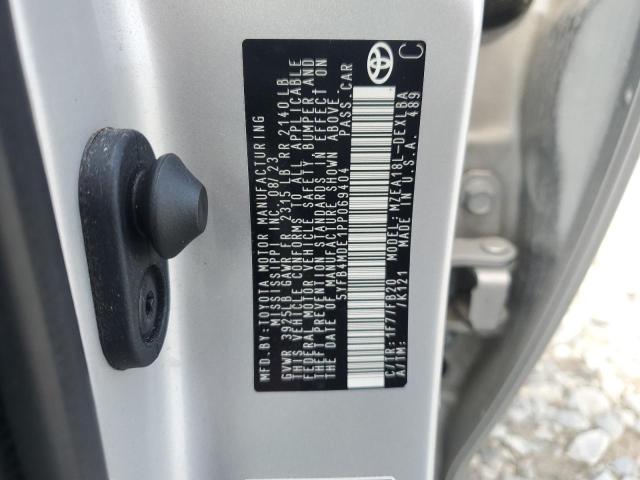 MFD.BY:TOYOTA MOTOR MANUFACTURING
MISSISSIPPI INC. 08/23
GVWR 3925LB GAWR FR 2315 LB RR 2140 LB
THIS VEHICLE CONFORMS TO ALL APPLICABLE
FEDERAL MOTOR VEHICLE SAFETY, BUMPER, AND
THEFT PREVENTION STANDARDS IN EFFECT ON
THE DATE OF MANUFACTURE SHOWN ABOVE.
5YFB4MDE1PP069404 PASS.CAR
C/TR: 1F7/FB20 MODEL: MZEA18L-DEXLBA
A/TM: /K121 MADE IN U.S.A. 489
TOYOTA
C